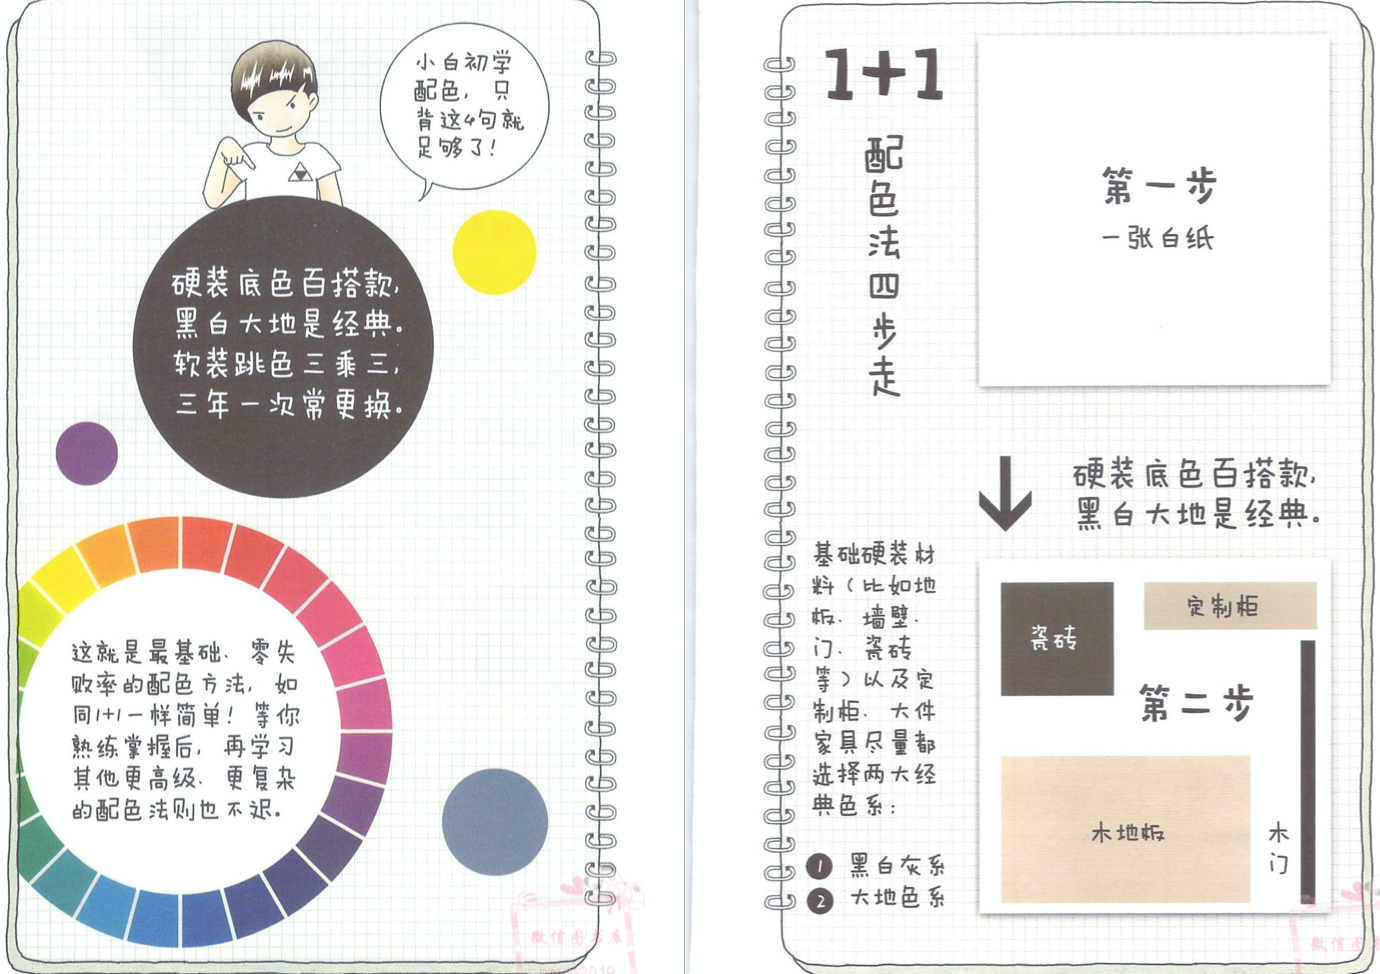 小白初学
配色，只
背这4句就
足够了！
硬装底色百搭款，
黑白大地是经典。
软装跳色三乘三，
三年一次常更换。
这就是最基础、零失
败率的配色方法，如
同1+1一样简单！等你
熟练掌握后，再学习
其他更高级、更复杂
的配色法则也不迟。
微信图书库
1+1
配色法四步走
第一步
一张白纸
硬装底色百搭款，
黑白大地是经典。
基础硬装材
料（比如地
板、墙壁、
门、瓷砖
等）以及定
制柜、大件
家具尽量都
选择两大经
典色系：
1 黑白灰系
2 大地色系
瓷砖
定制柜
第二步
木地板
木门
微信图书